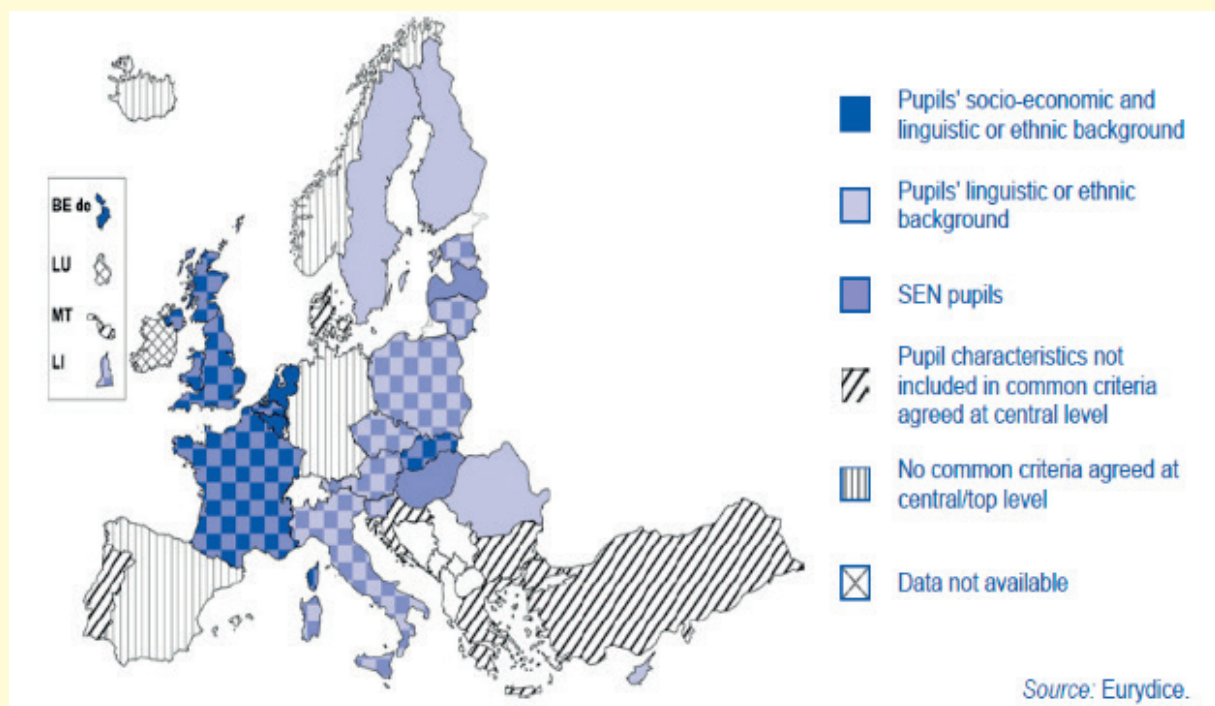 BE de
LU
MT
LI
Pupils' socio-economic and
linguistic or ethnic background
Pupils' linguistic or ethnic
background
SEN pupils
Pupil characteristics not
included in common criteria
agreed at central level
No common criteria agreed at
central/top level
Data not available
Source: Eurydice.